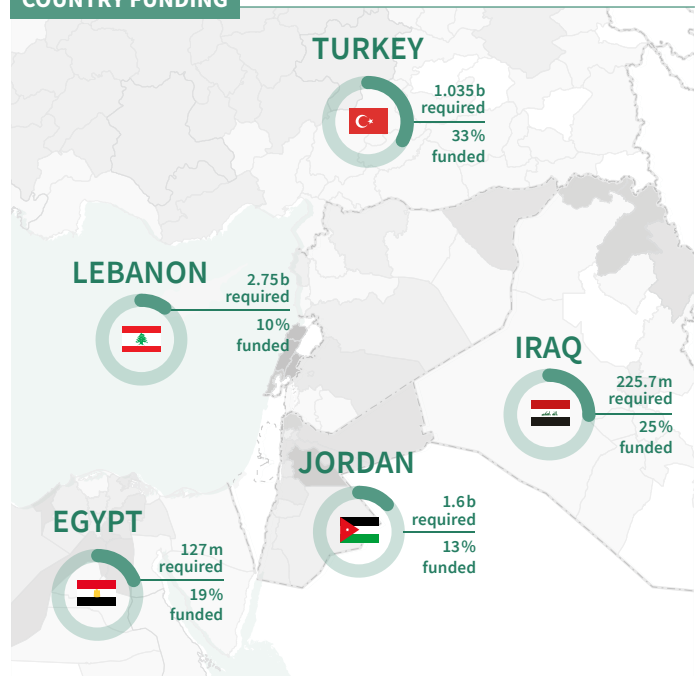 COUNTRY FUNDING
TURKEY
1.035b
required
33%
funded
LEBANON
2.75b
required
10%
funded
IRAQ
225.7m
required
25%
funded
JORDAN
1.6b
required
13%
funded
EGYPT
127m
required
19%
funded